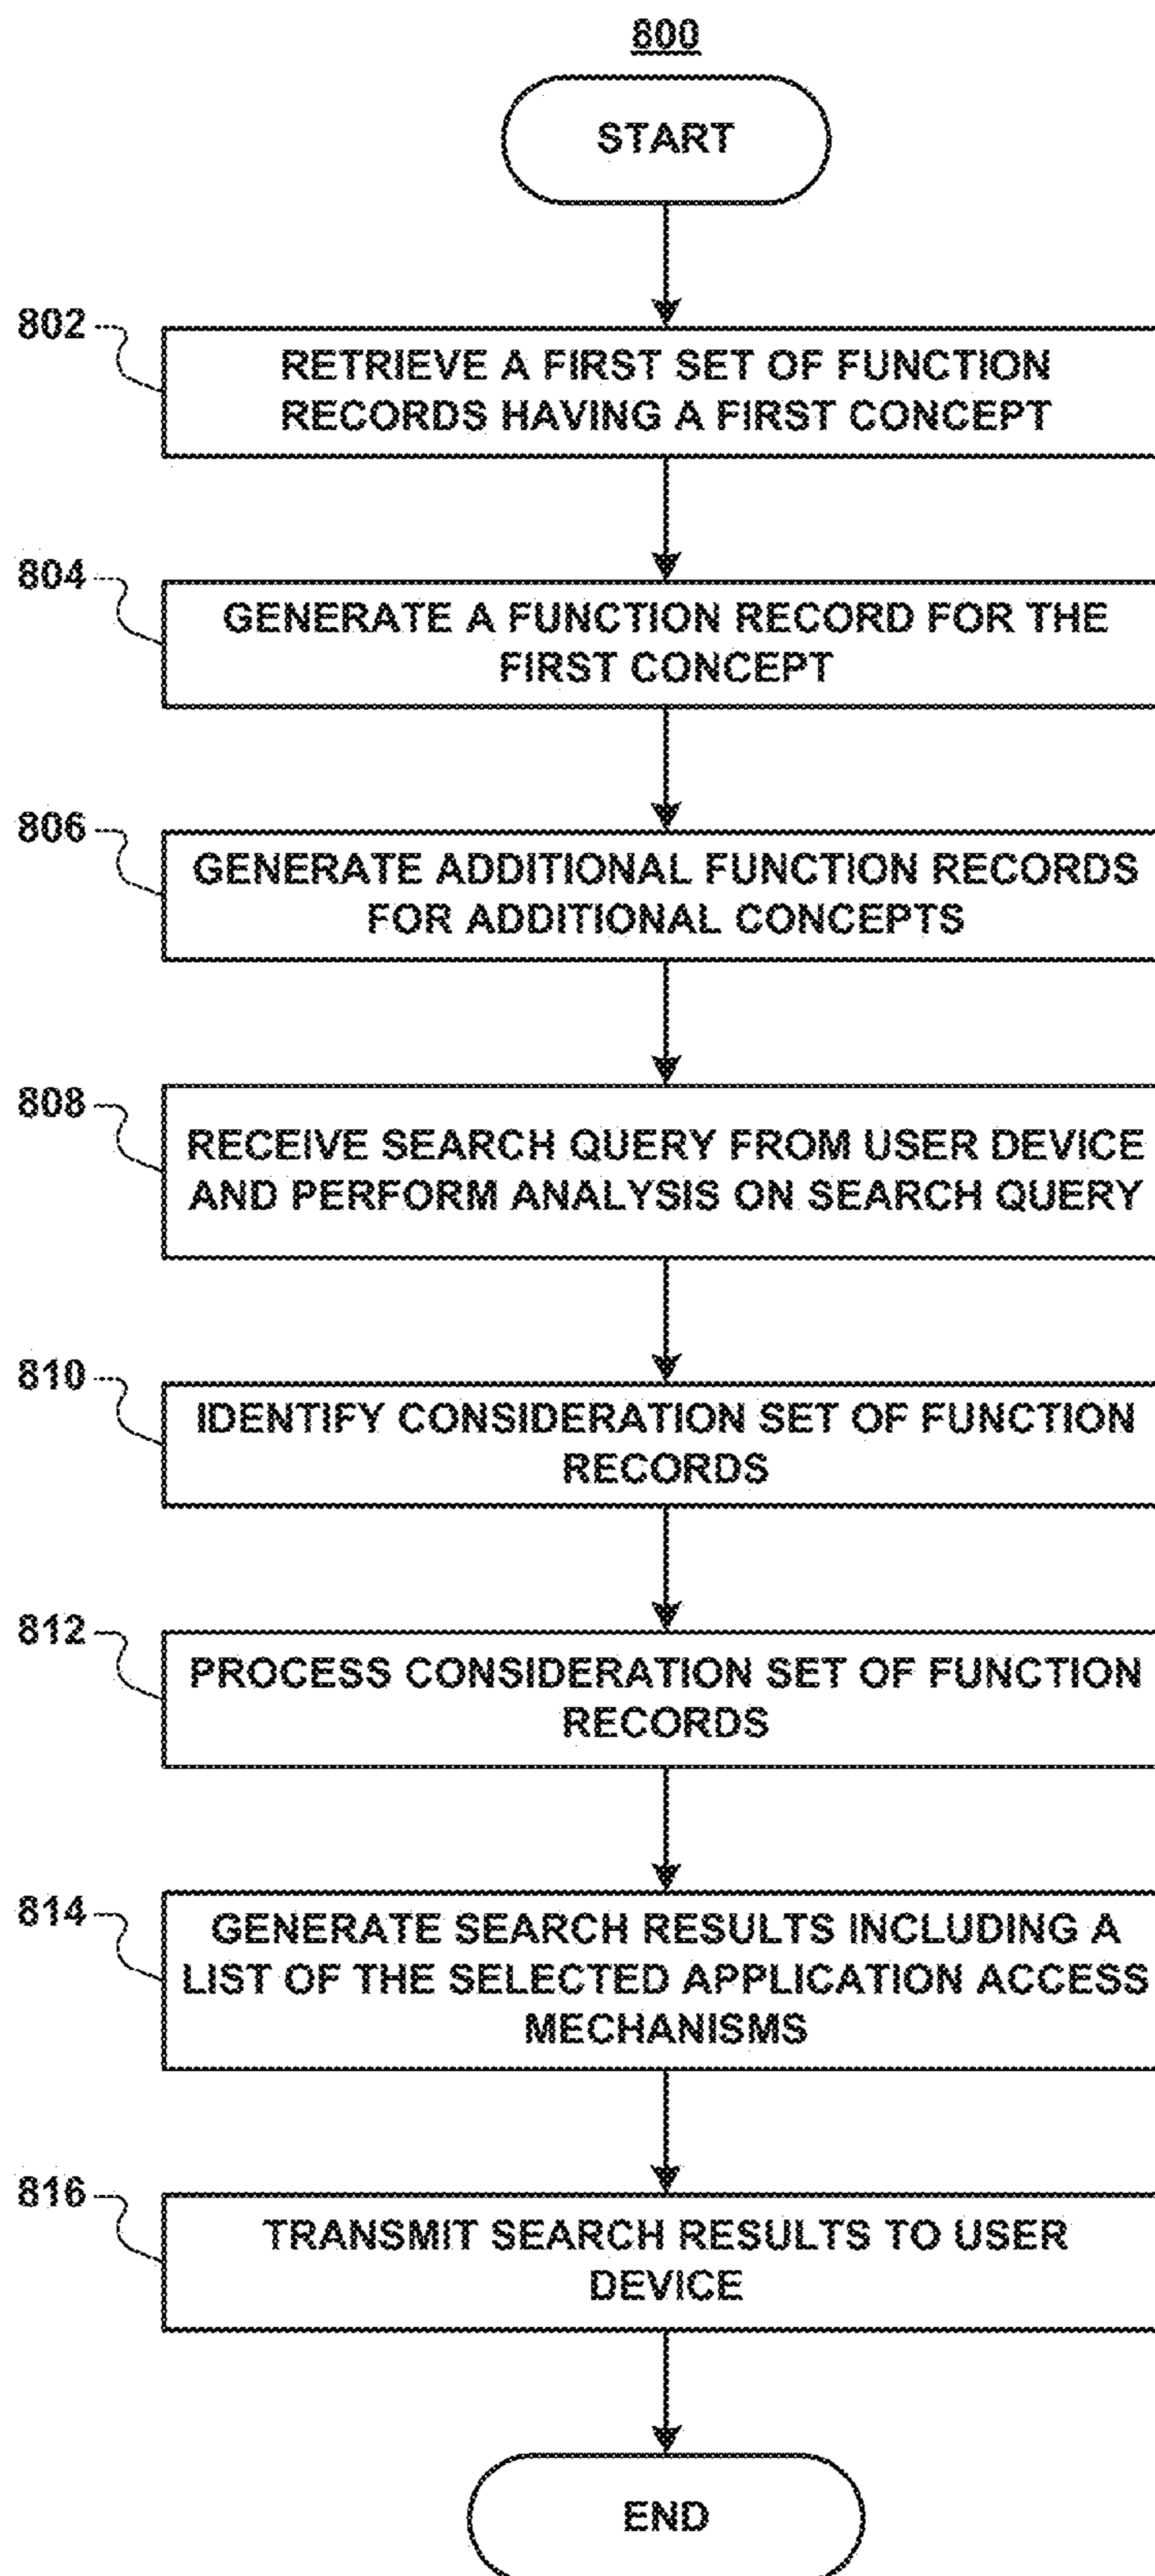 800
START
802
RETRIEVE A FIRST SET OF FUNCTION
RECORDS HAVING A FIRST CONCEPT
804
GENERATE A FUNCTION RECORD FOR THE
FIRST CONCEPT
806
GENERATE ADDITIONAL FUNCTION RECORDS
FOR ADDITIONAL CONCEPTS
808
RECEIVE SEARCH QUERY FROM USER DEVICE
AND PERFORM ANALYSIS ON SEARCH QUERY
810
IDENTIFY CONSIDERATION SET OF FUNCTION
RECORDS
812
PROCESS CONSIDERATION SET OF FUNCTION
RECORDS
814
GENERATE SEARCH RESULTS INCLUDING A
LIST OF THE SELECTED APPLICATION ACCESS
MECHANISMS
816
TRANSMIT SEARCH RESULTS TO USER
DEVICE
END